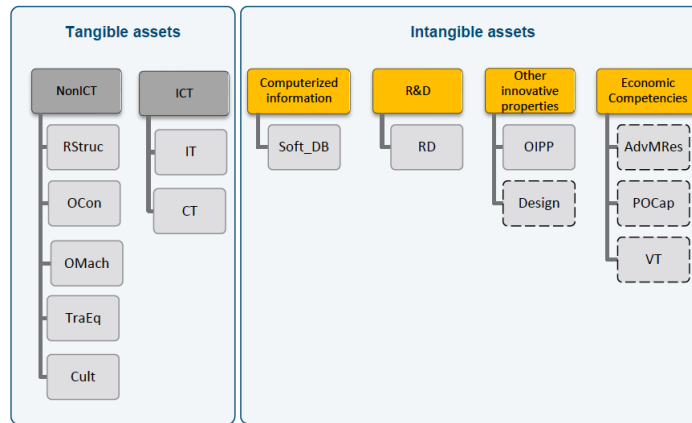 Tangible assets
NonICT
RStruc
OCon
OMach
TraEq
Cult
ICT
IT
CT
Intangible assets
Computerized
information
Soft_DB
R&D
RD
Other
innovative
properties
OIPP
Design
Economic
Competencies
AdvMRes
POCap
VT